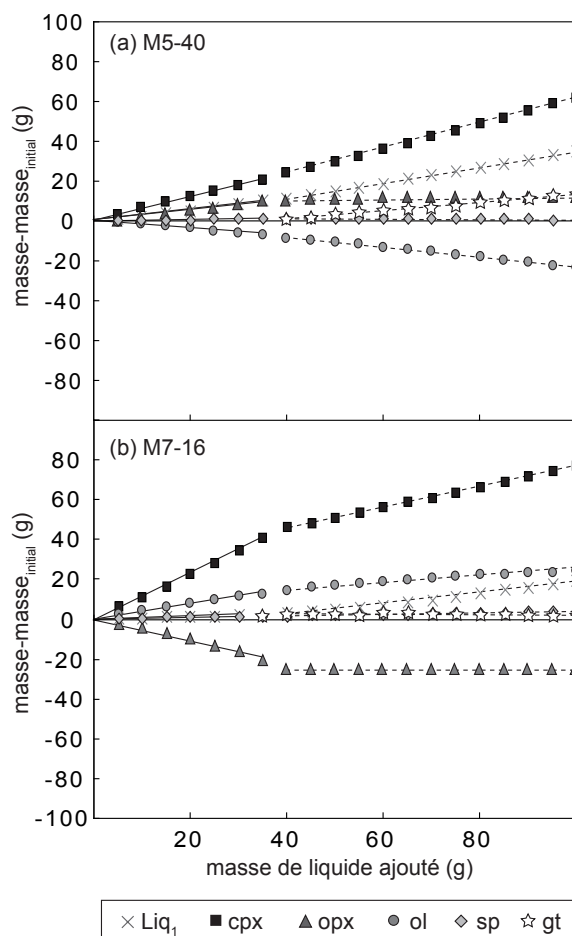 100
(a) M5-40
80
60
40
20
0
-20
-40
-60
-80
masse-masse_initial (g)
(b) M7-16
80
60
40
20
0
-20
-40
-60
-80
-100
masse-masse_initial (g)
20 40 60 80
masse de liquide ajouté (g)
Liq₁ cpx opx ol sp gt